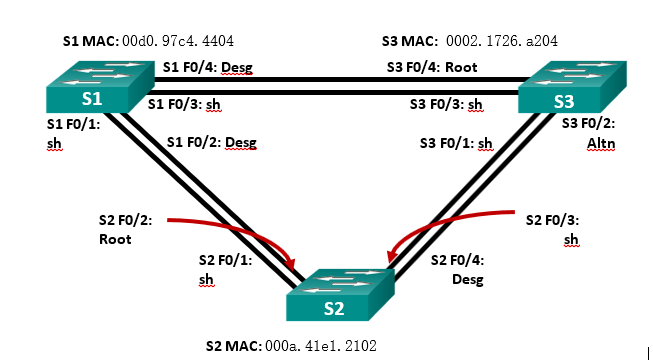 S1 MAC: 00d0. 97c4. 4404
S3 MAC: 0002. 1726. a204
S1 F0/4: Desg
S3 F0/4: Root
S1
S1 F0/3: sh
S3 F0/3: sh
S3
S1 F0/1:
sh
S3 F0/2:
Altn
S1 F0/2: Desg
S3 F0/1: sh
S2 F0/2:
Root
S2 F0/3:
sh
S2 F0/1:
sh
S2 F0/4:
Desg
S2
S2 MAC: 000a. 41e1. 2102